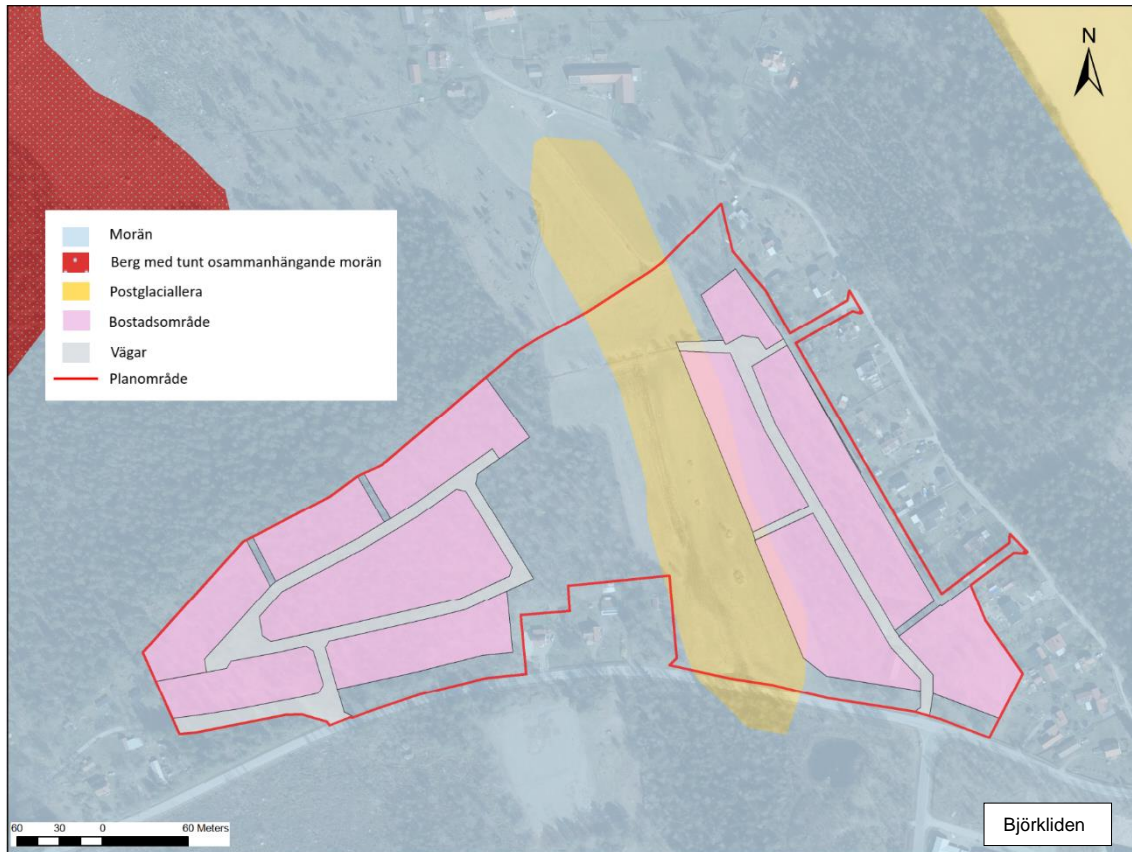 N
Morän
Berg med tunt osammanhängande morän
Postglaciallera
Bostadsområde
Vägar
Planområde
60 30 0 60 Meters
Björkliden